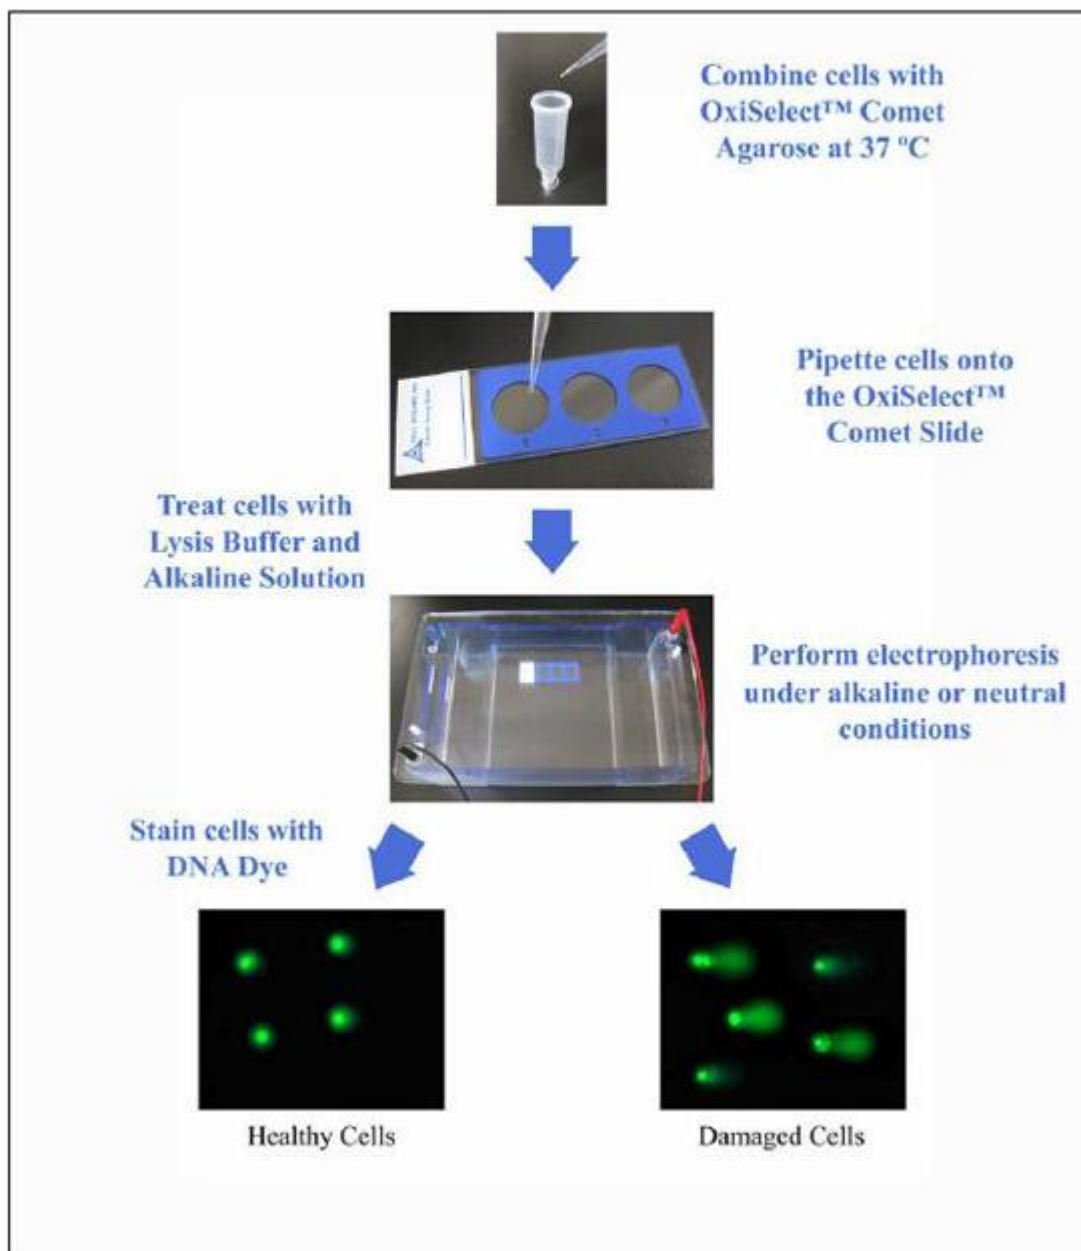 Combine cells with
OxiSelect™ Comet
Agarose at 37 ºC
Pipette cells onto
the OxiSelect™
Comet Slide
Treat cells with
Lysis Buffer and
Alkaline Solution
Perform electrophoresis
under alkaline or neutral
conditions
Stain cells with
DNA Dye
Healthy Cells
Damaged Cells